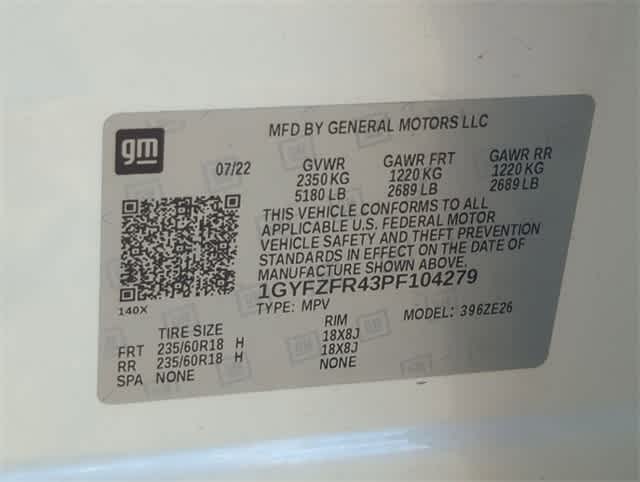 gm
MFD BY GENERAL MOTORS LLC
07/22 GVWR GAWR FRT GAWR RR
2350 KG 1220 KG 1220 KG
5180 LB 2689 LB 2689 LB
THIS VEHICLE CONFORMS TO ALL
APPLICABLE U.S. FEDERAL MOTOR
VEHICLE SAFETY AND THEFT PREVENTION
STANDARDS IN EFFECT ON THE DATE OF
MANUFACTURE SHOWN ABOVE.
1GYFZFR43PF104279
140X TYPE: MPV MODEL: 396ZE26
TIRE SIZE RIM
FRT 235/60R18 H 18X8J
RR 235/60R18 H 18X8J
SPA NONE NONE